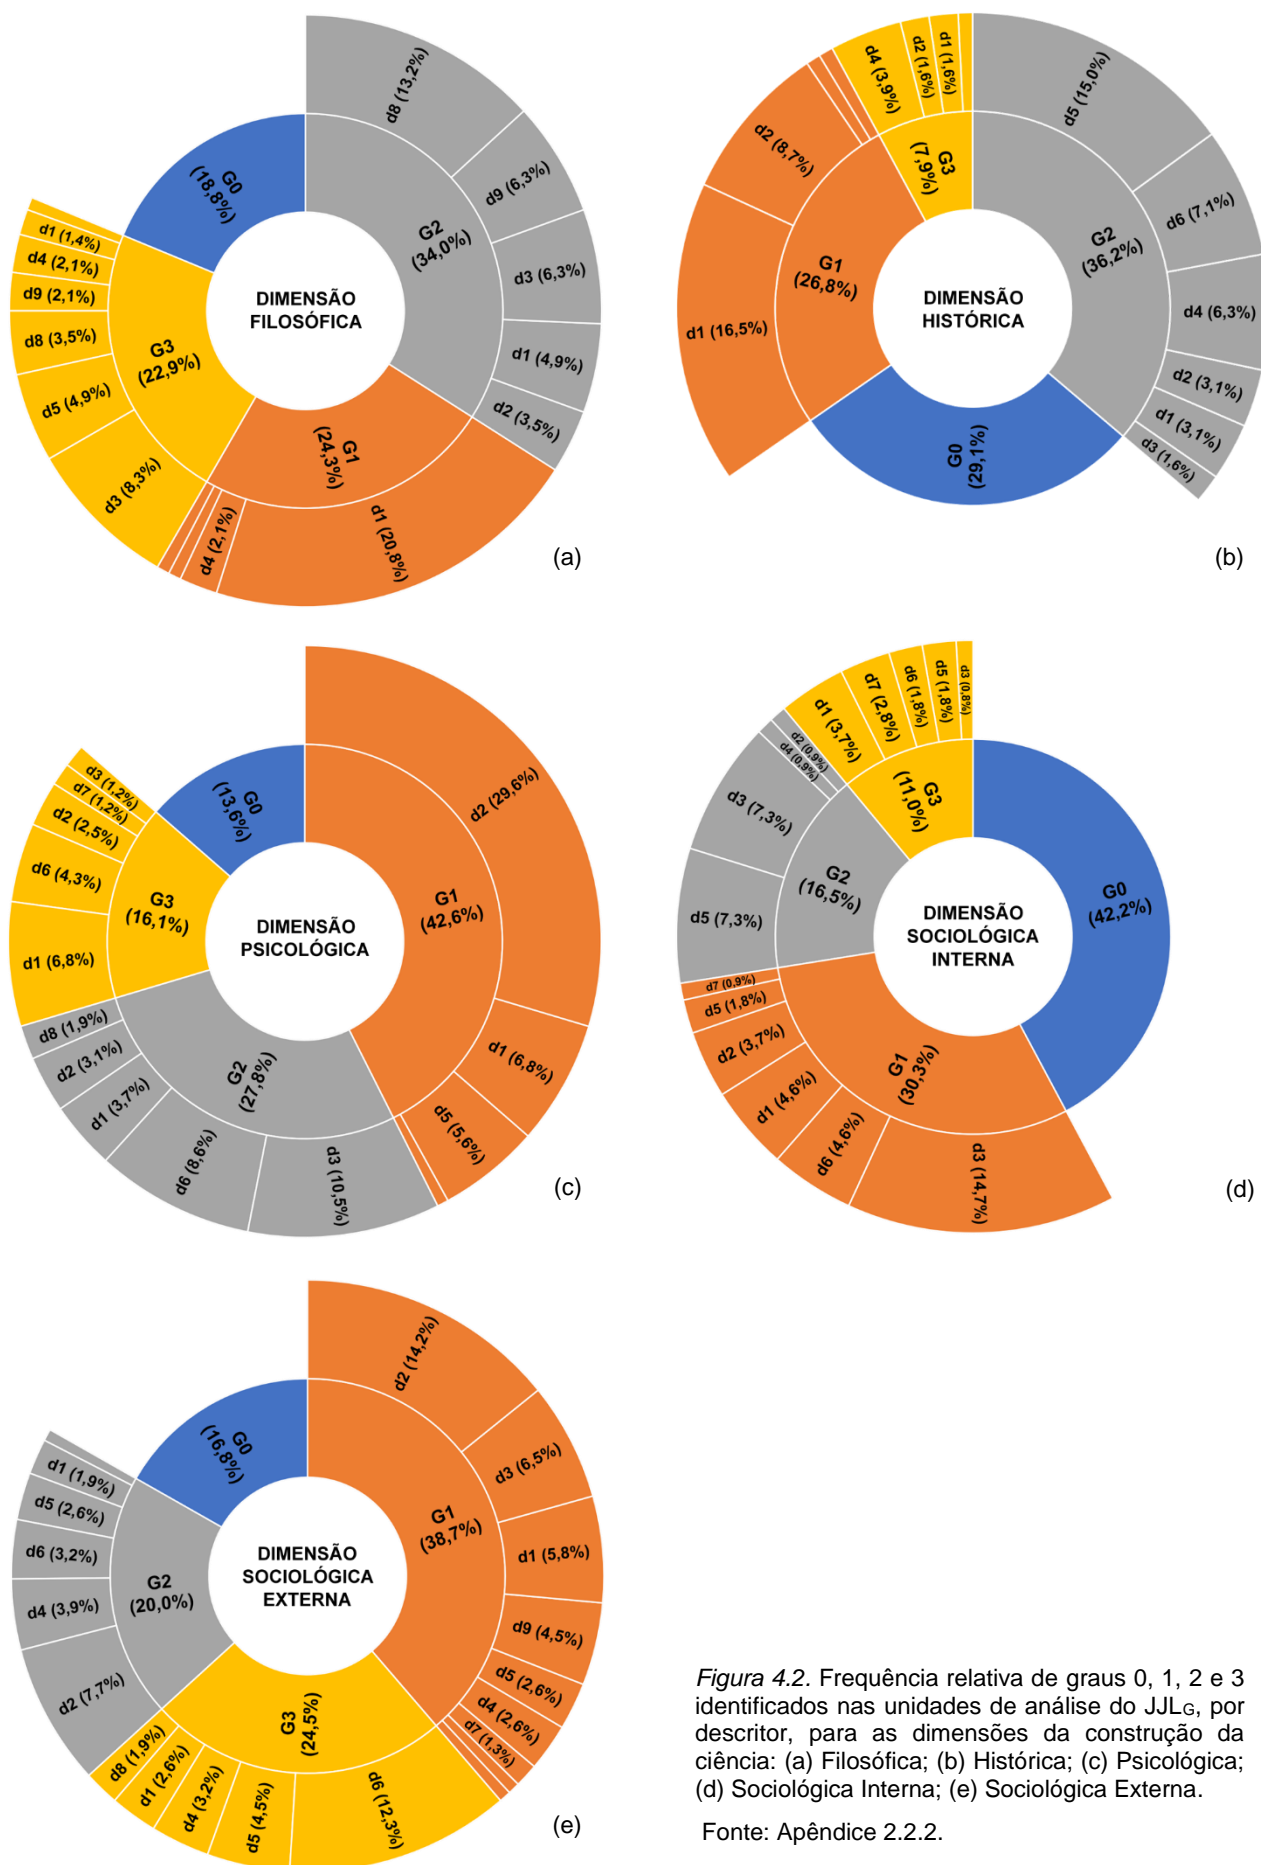 d8 (13,2%)
d9 (6,3%)
d3 (6,3%)
d1 (4,9%)
d2 (3,5%)
G2
(34,0%)
d1 (20,8%)
d4 (2,1%)
G1
(24,3%)
d3 (8,3%)
d5 (4,9%)
d8 (3,5%)
d9 (2,1%)
d4 (2,1%)
d1 (1,4%)
G3
(22,9%)
G0
(18,8%)
DIMENSÃO
FILOSÓFICA
(a)
d5 (15,0%)
d6 (7,1%)
d4 (6,3%)
d2 (3,1%)
d1 (3,1%)
d3 (1,6%)
G2
(36,2%)
G0
(29,1%)
d1 (16,5%)
d2 (8,7%)
G1
(26,8%)
d4 (3,9%)
d2 (1,6%)
d1 (1,6%)
G3
(7,9%)
DIMENSÃO
HISTÓRICA
(b)
d2 (29,6%)
d1 (6,8%)
d5 (5,6%)
G1
(42,6%)
d3 (10,5%)
d6 (8,6%)
d1 (3,7%)
d2 (3,1%)
d8 (1,9%)
G2
(27,8%)
d1 (6,8%)
d6 (4,3%)
d2 (2,5%)
d7 (1,2%)
d3 (1,2%)
G3
(16,1%)
G0
(13,6%)
DIMENSÃO
PSICOLÓGICA
(c)
G0
(42,2%)
d3 (14,7%)
d6 (4,6%)
d1 (4,6%)
d2 (3,7%)
d5 (1,8%)
d7 (0,9%)
G1
(30,3%)
d5 (7,3%)
d3 (7,3%)
d4 (0,9%)
d2 (0,9%)
G2
(16,5%)
d1 (3,7%)
d7 (2,8%)
d6 (1,8%)
d5 (1,8%)
d3 (0,8%)
G3
(11,0%)
DIMENSÃO
SOCIOLÓGICA
INTERNA
(d)
d2 (14,2%)
d3 (6,5%)
d1 (5,8%)
d9 (4,5%)
d5 (2,6%)
d4 (2,6%)
d7 (1,3%)
G1
(38,7%)
d6 (12,3%)
d5 (4,5%)
d4 (3,2%)
d1 (2,6%)
d8 (1,9%)
G3
(24,5%)
d2 (7,7%)
d4 (3,9%)
d6 (3,2%)
d5 (2,6%)
d1 (1,9%)
G2
(20,0%)
G0
(16,8%)
DIMENSÃO
SOCIOLÓGICA
EXTERNA
(e)
Figura 4.2. Frequência relativa de graus 0, 1, 2 e 3
identificados nas unidades de análise do JJLG, por
descritor, para as dimensões da construção da
ciência: (a) Filosófica; (b) Histórica; (c) Psicológica;
(d) Sociológica Interna; (e) Sociológica Externa.
Fonte: Apêndice 2.2.2.